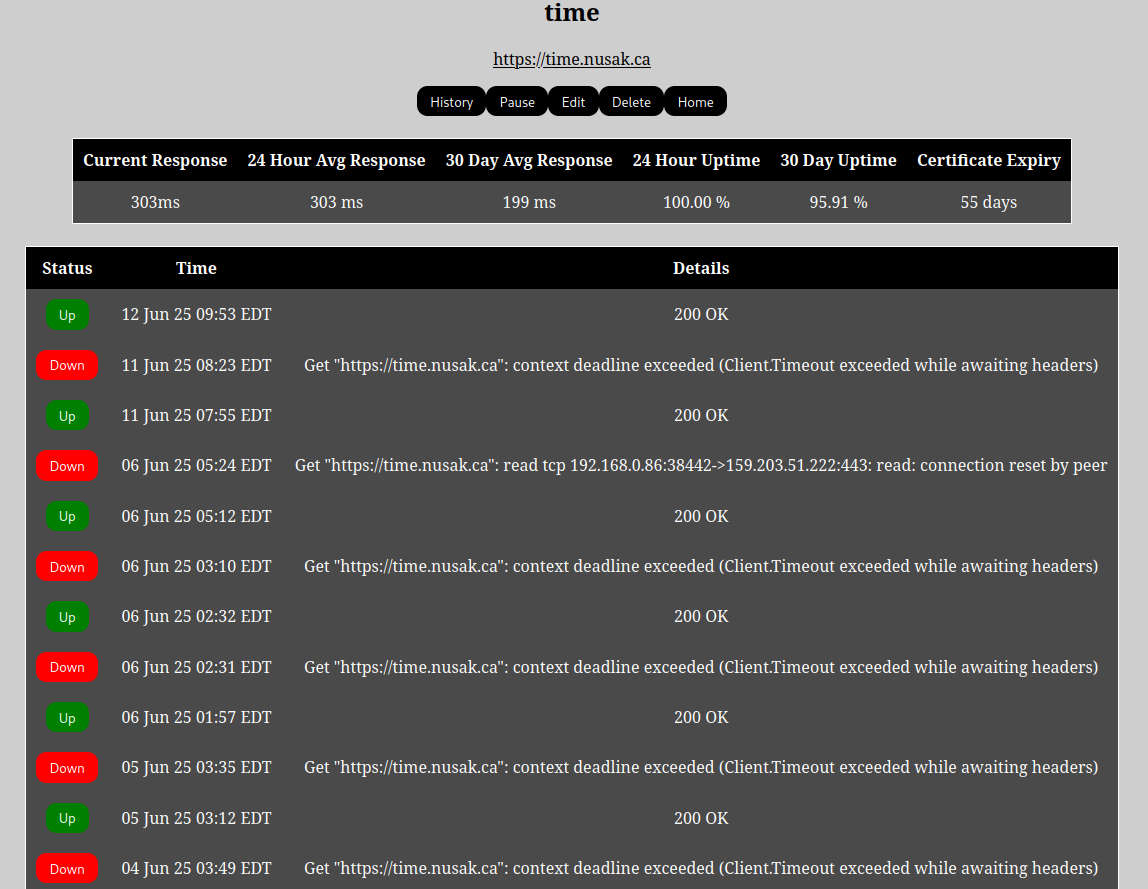 time
https://time.nusak.ca
History Pause Edit Delete Home
Current Response 24 Hour Avg Response 30 Day Avg Response 24 Hour Uptime 30 Day Uptime Certificate Expiry
303ms 303 ms 199 ms 100.00 % 95.91 % 55 days
Status Time Details
Up 12 Jun 25 09:53 EDT 200 OK
Down 11 Jun 25 08:23 EDT Get "https://time.nusak.ca": context deadline exceeded (Client.Timeout exceeded while awaiting headers)
Up 11 Jun 25 07:55 EDT 200 OK
Down 06 Jun 25 05:24 EDT Get "https://time.nusak.ca": read tcp 192.168.0.86:38442->159.203.51.222:443: read: connection reset by peer
Up 06 Jun 25 05:12 EDT 200 OK
Down 06 Jun 25 03:10 EDT Get "https://time.nusak.ca": context deadline exceeded (Client.Timeout exceeded while awaiting headers)
Up 06 Jun 25 02:32 EDT 200 OK
Down 06 Jun 25 02:31 EDT Get "https://time.nusak.ca": context deadline exceeded (Client.Timeout exceeded while awaiting headers)
Up 06 Jun 25 01:57 EDT 200 OK
Down 05 Jun 25 03:35 EDT Get "https://time.nusak.ca": context deadline exceeded (Client.Timeout exceeded while awaiting headers)
Up 05 Jun 25 03:12 EDT 200 OK
Down 04 Jun 25 03:49 EDT Get "https://time.nusak.ca": context deadline exceeded (Client.Timeout exceeded while awaiting headers)